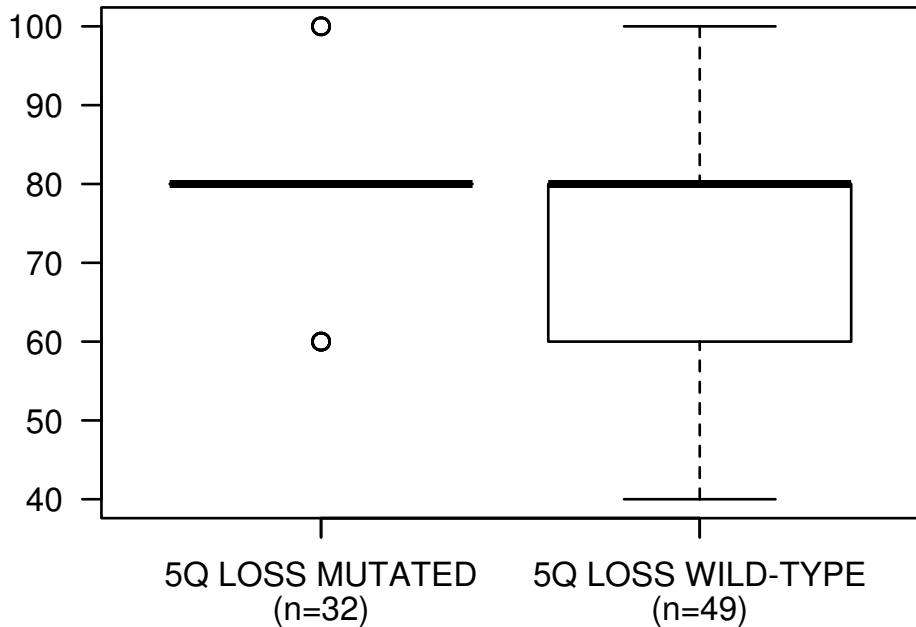 100
90
80
70
60
50
40
5Q LOSS MUTATED
(n=32)
5Q LOSS WILD-TYPE
(n=49)